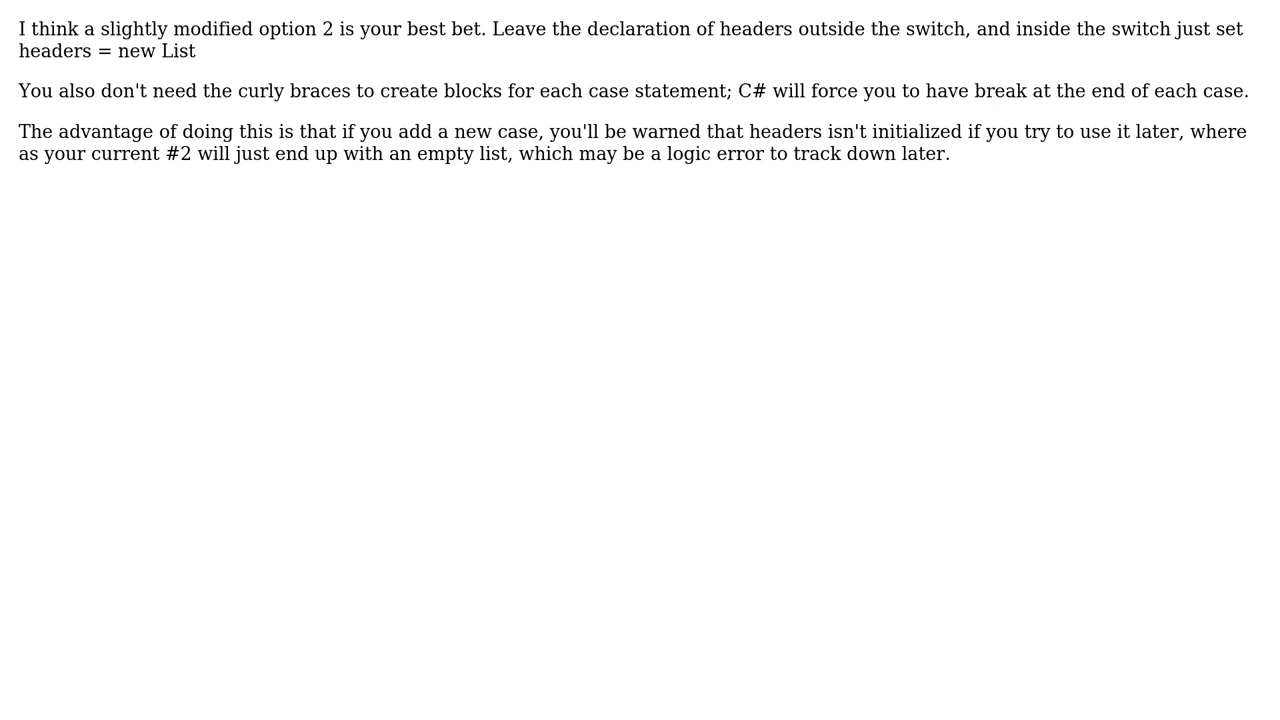 I think a slightly modified option 2 is your best bet. Leave the declaration of headers outside the switch, and inside the switch just set
headers = new List
You also don't need the curly braces to create blocks for each case statement; C# will force you to have break at the end of each case.
The advantage of doing this is that if you add a new case, you'll be warned that headers isn't initialized if you try to use it later, where
as your current #2 will just end up with an empty list, which may be a logic error to track down later.